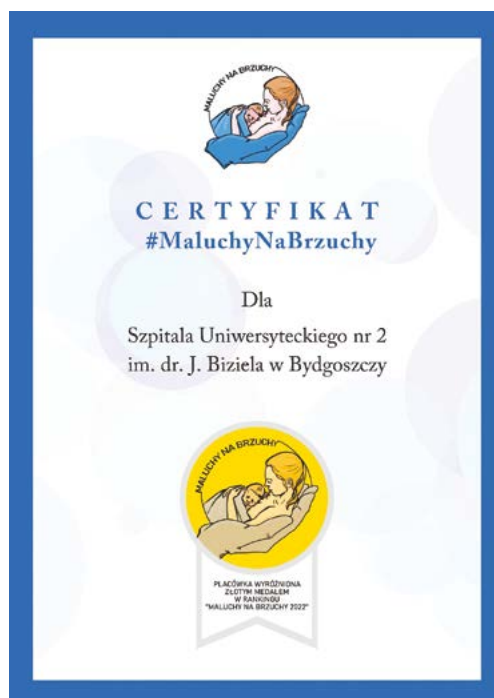 MALUCHY NA BRZUCHY
CERTYFIKAT
#MaluchyNaBrzuchy
Dla
Szpitala Uniwersyteckiego nr 2
im. dr. J. Biziela w Bydgoszczy
MALUCHY NA BRZUCHY
PLACÓWKA WYRÓŻNIONA
ZŁOTYM MEDALEM
W RANKINGU
"MALUCHY NA BRZUCHY 2022"